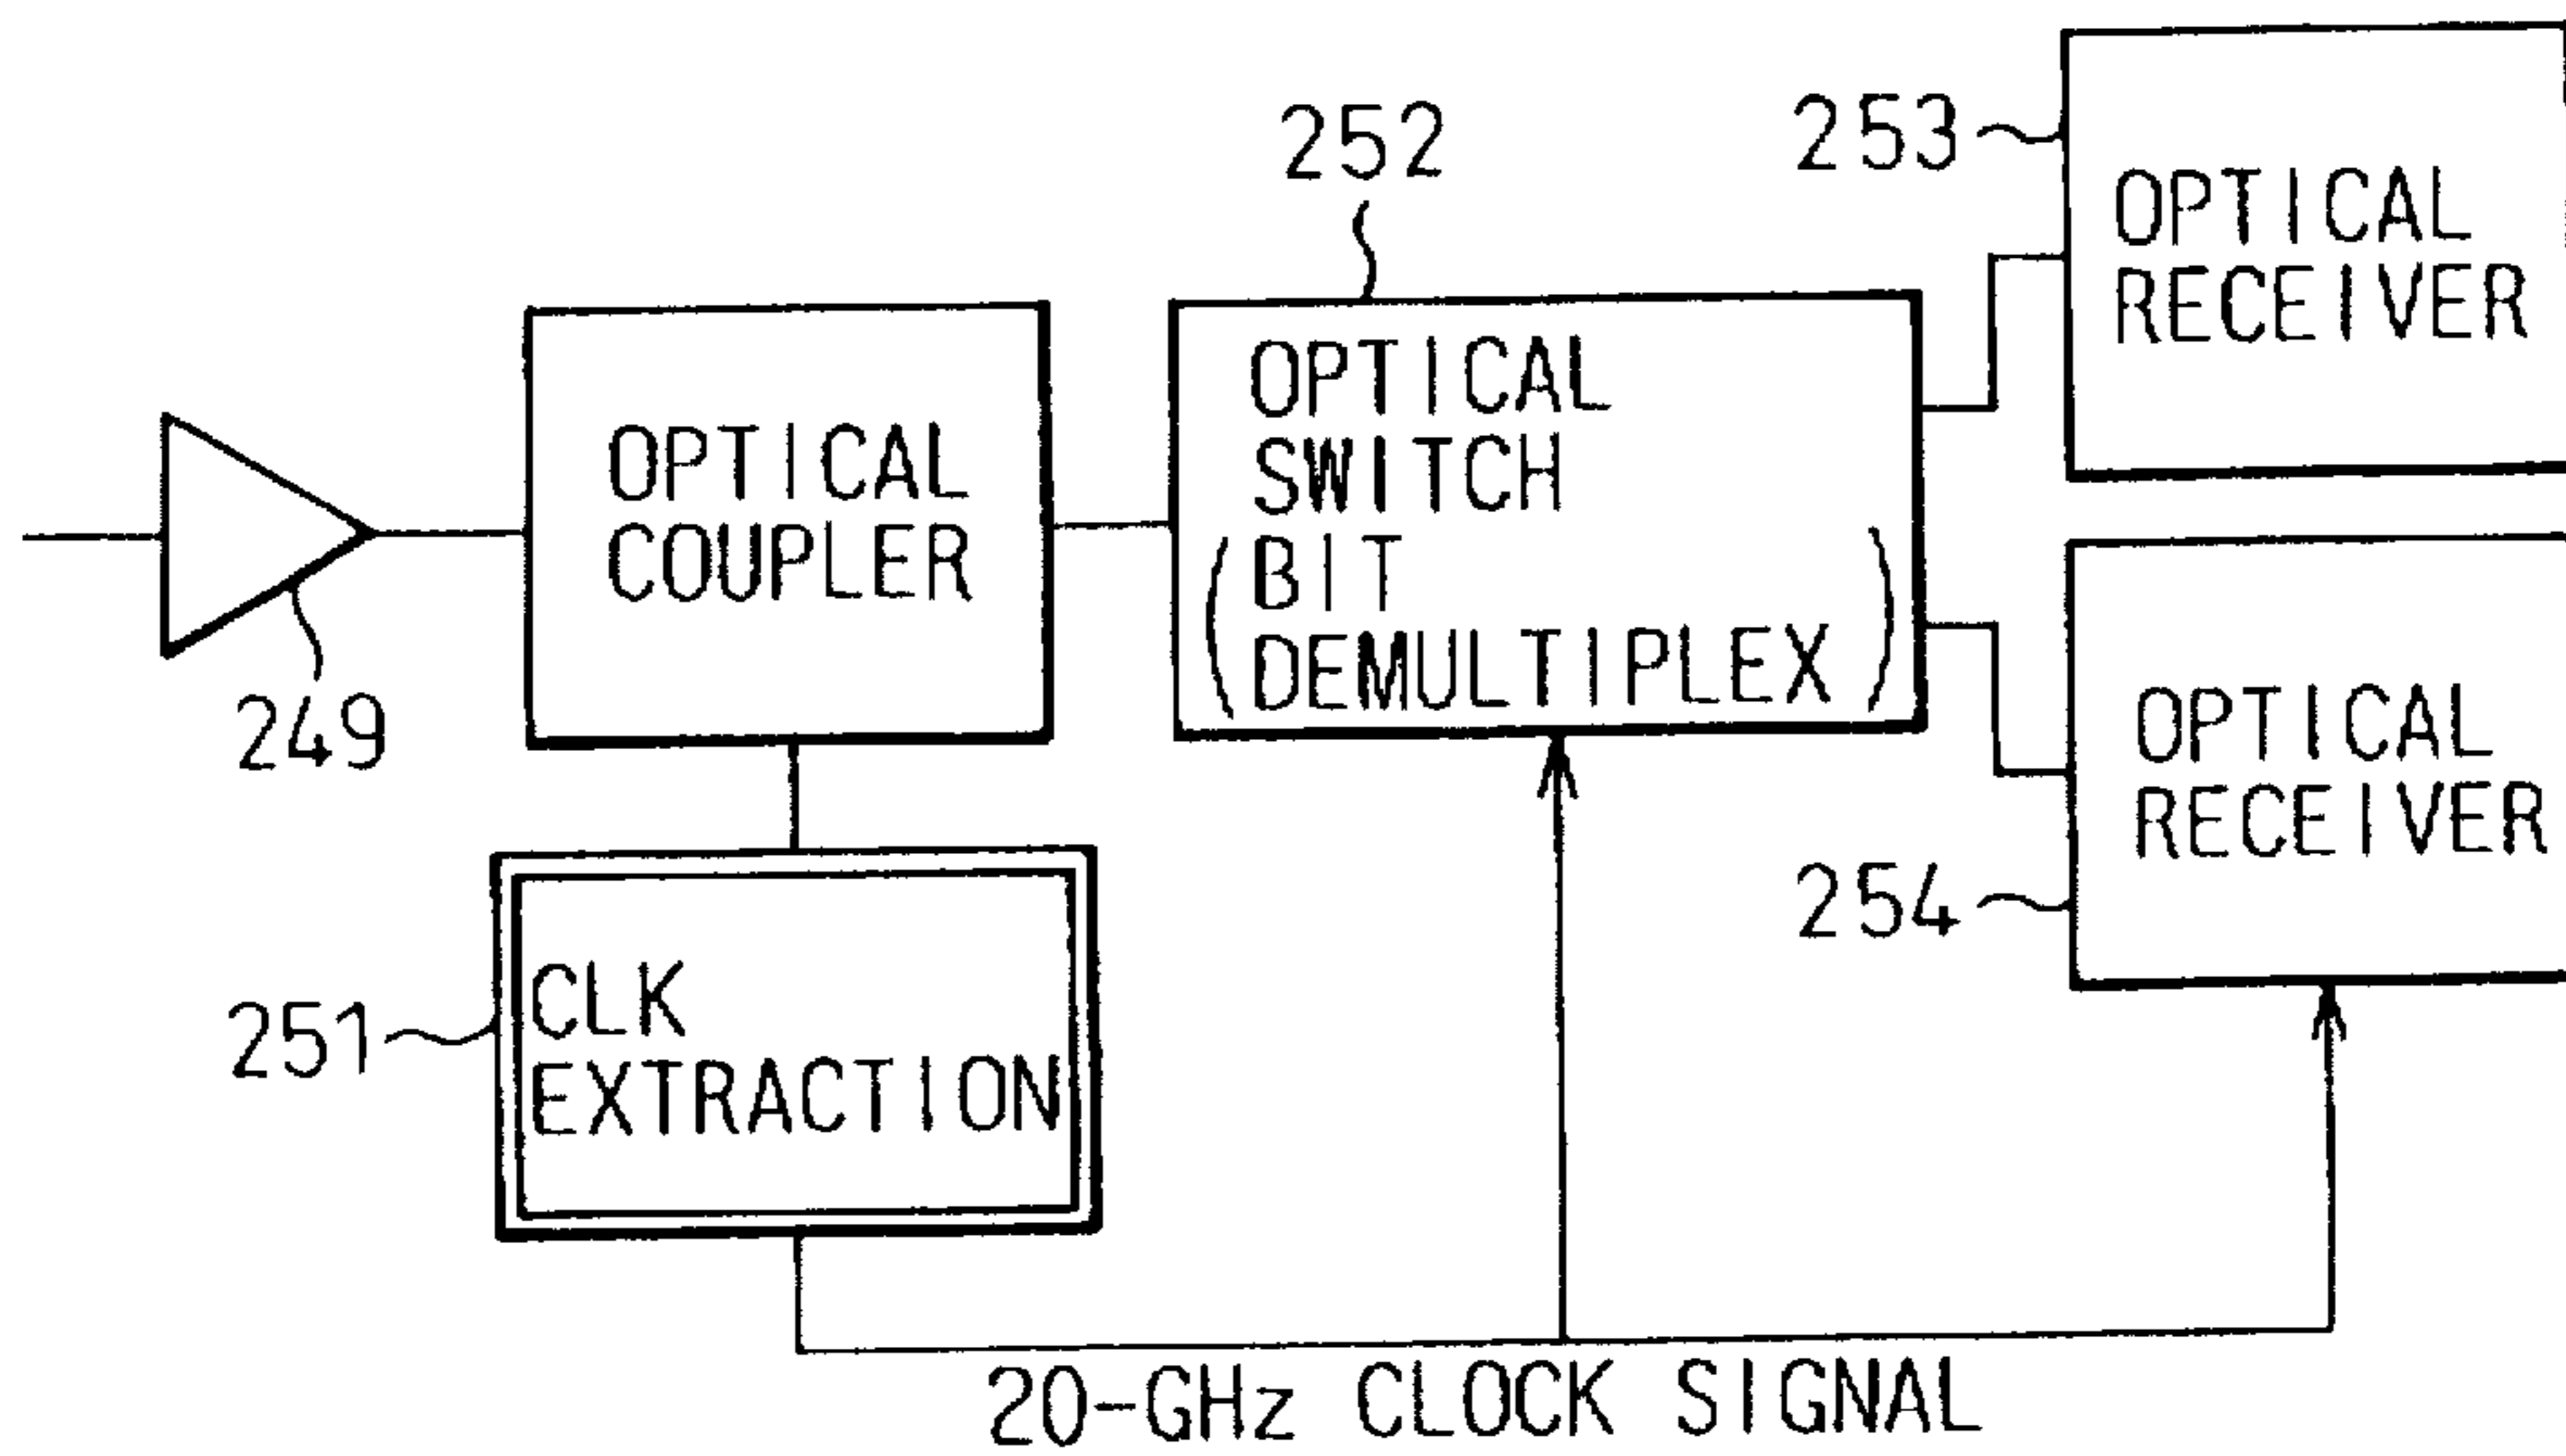 252
253
OPTICAL
RECEIVER
OPTICAL
COUPLER
OPTICAL
SWITCH
(BIT
DEMULTIPLEX)
249
OPTICAL
RECEIVER
254
251
CLK
EXTRACTION
20-GHz CLOCK SIGNAL